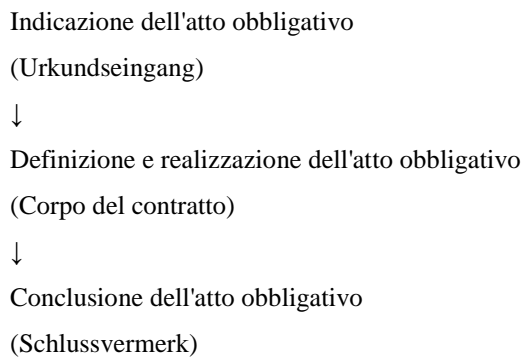 Indicazione dell'atto obbligativo
(Urkundseingang)
↓
Definizione e realizzazione dell'atto obbligativo
(Corpo del contratto)
↓
Conclusione dell'atto obbligativo
(Schlussvermerk)